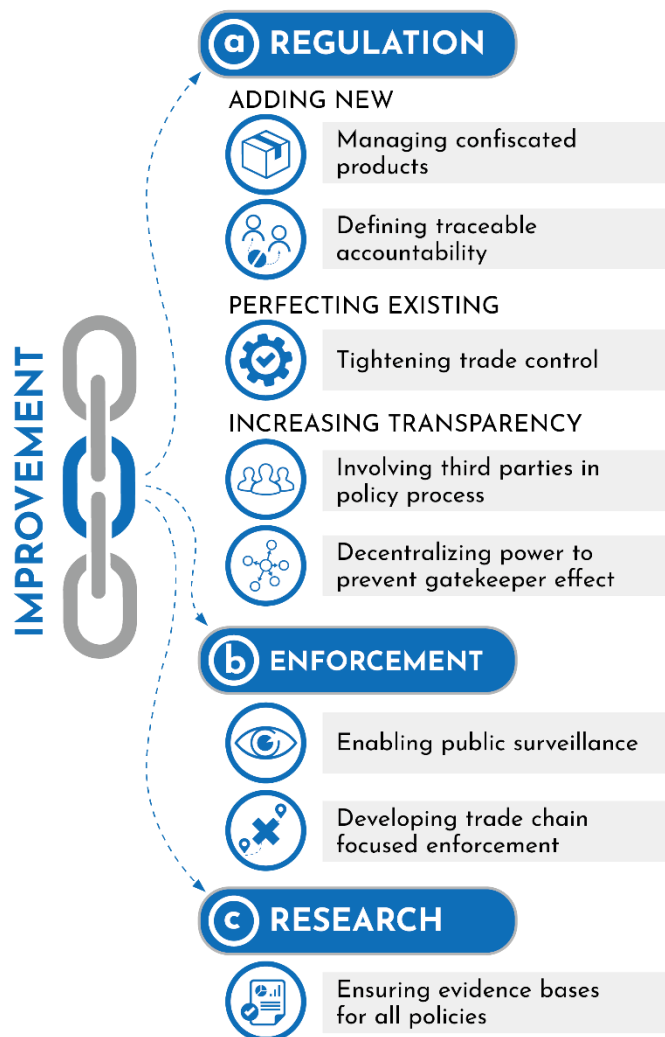 IMPROVEMENT
a REGULATION
ADDING NEW
Managing confiscated
products
Defining traceable
accountability
PERFECTING EXISTING
Tightening trade control
INCREASING TRANSPARENCY
Involving third parties in
policy process
Decentralizing power to
prevent gatekeeper effect
b ENFORCEMENT
Enabling public surveillance
Developing trade chain
focused enforcement
c RESEARCH
Ensuring evidence bases
for all policies